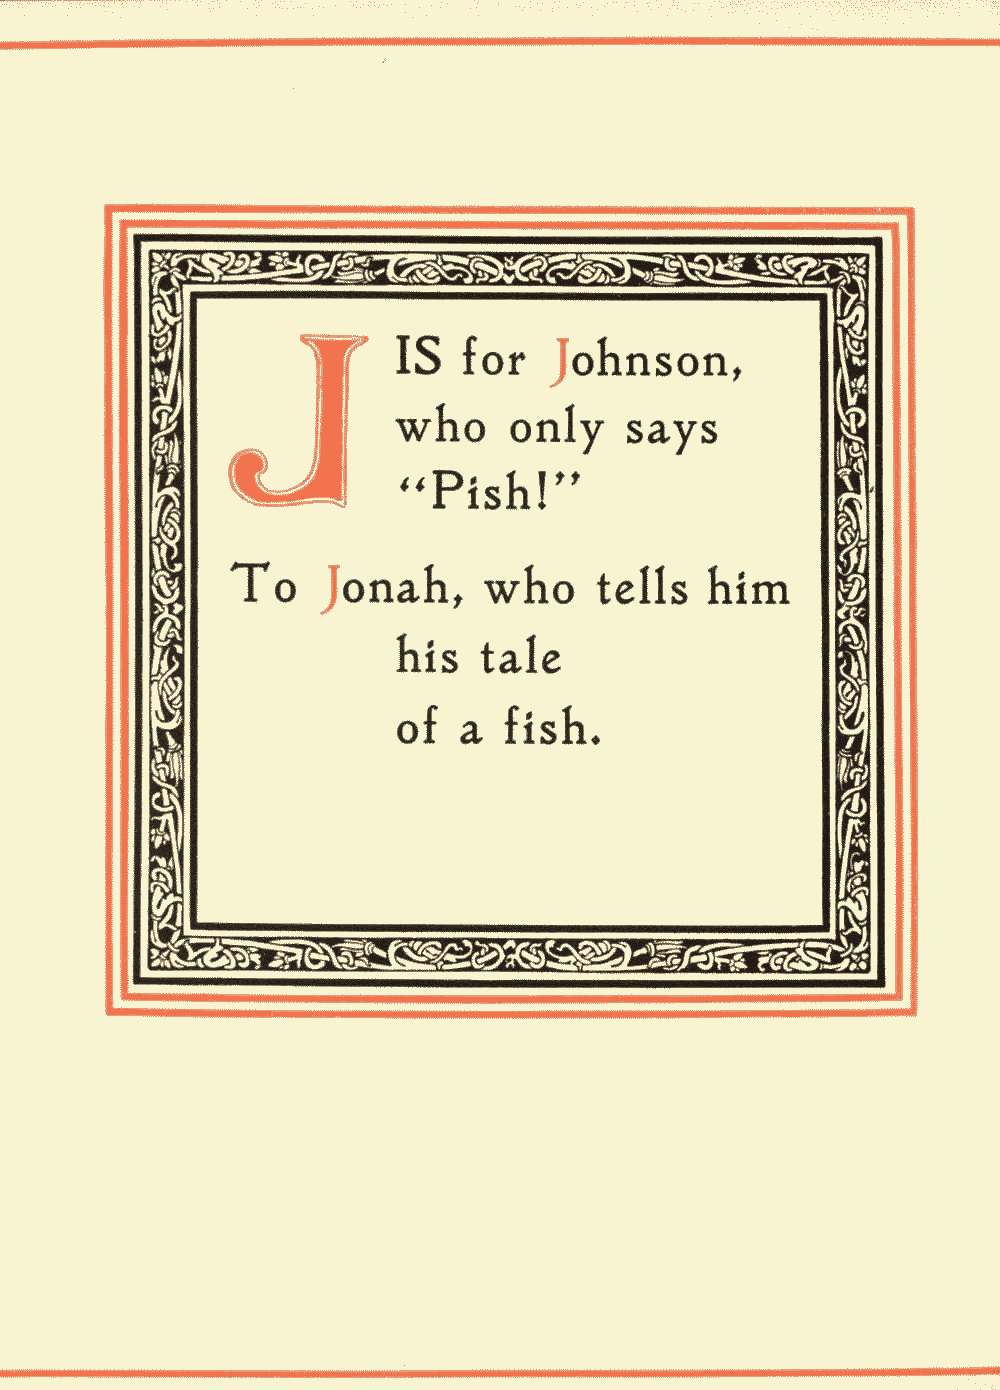 J IS for Johnson,
who only says
“Pish!”
To Jonah, who tells him
his tale
of a fish.